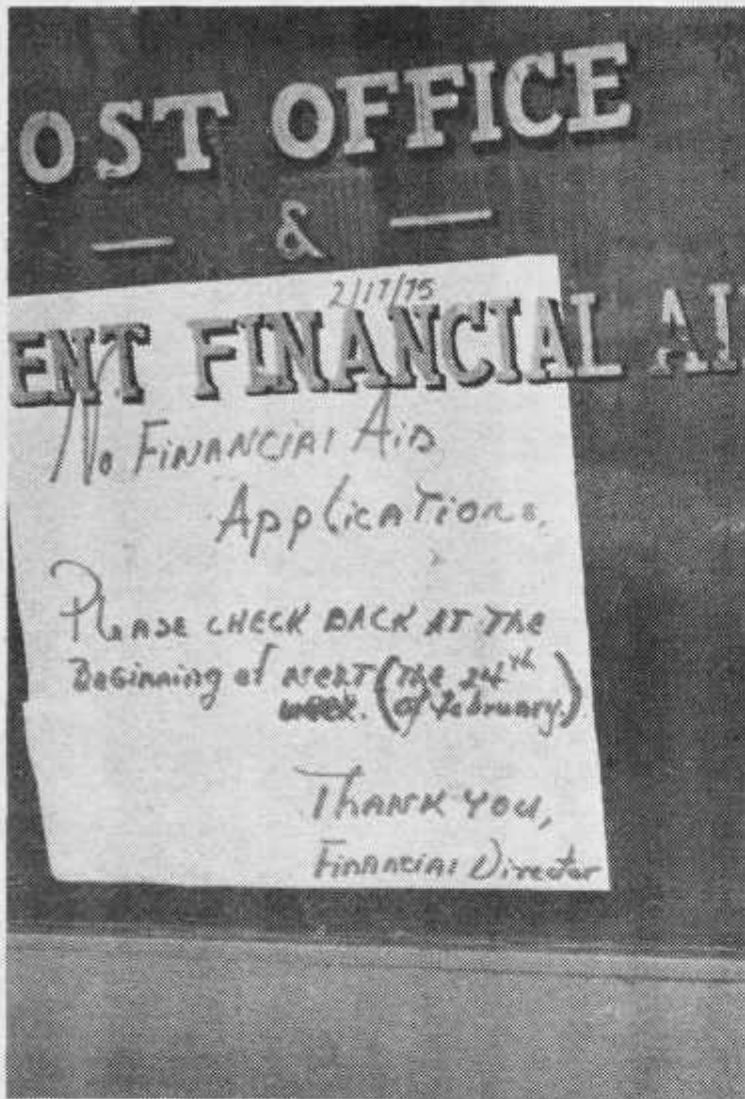 OST OFFICE
— & —
2/17/75
ENT FINANCIAL AI
No FINANCIAL AID
Applications.
Please CHECK BACK AT THE
Beginning of NEXT (THE 24th
week. of February.)
THANK YOU,
FINANCIAL Director